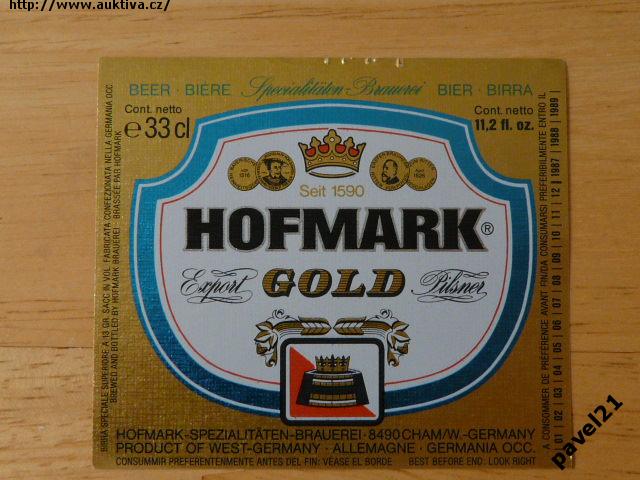 http://www.auktiva.cz/
BEER · BIÈRE Specialitäten-Brauerei BIER · BIRRA
Cont. netto
e 33 cl
Cont. netto
11,2 fl. oz.
Seit 1590
HOFMARK®
Export GOLD Pilsner
HOFMARK-SPEZIALITÄTEN-BRAUEREI · 8490 CHAM/W.-GERMANY
PRODUCT OF WEST-GERMANY · ALLEMAGNE · GERMANIA OCC.
CONSUMMIR PREFERENTENMENTE ANTES DEL FIN: VÉASE EL BORDE BEST BEFORE END: LOOK RIGHT
BIRRA SPECIALE SUPERIORE A 13 GR. SACC IN VOL. FABRICATA CONFEZIONATA NELLA GERMANIA OCC
BREWED AND BOTTLED BY HOFMARK BRAUEREI · BRASSÉE PAR HOFMARK
A CONSOMMER DE PREFERENCE AVANT FIN/DA CONSUMARSI PREFERIBILMENTE ENTRO IL
01 | 02 | 03 | 04 | 05 | 06 | 07 | 08 | 09 | 10 | 11 | 12 | 1987 | 1988 | 1989 |
pavel21